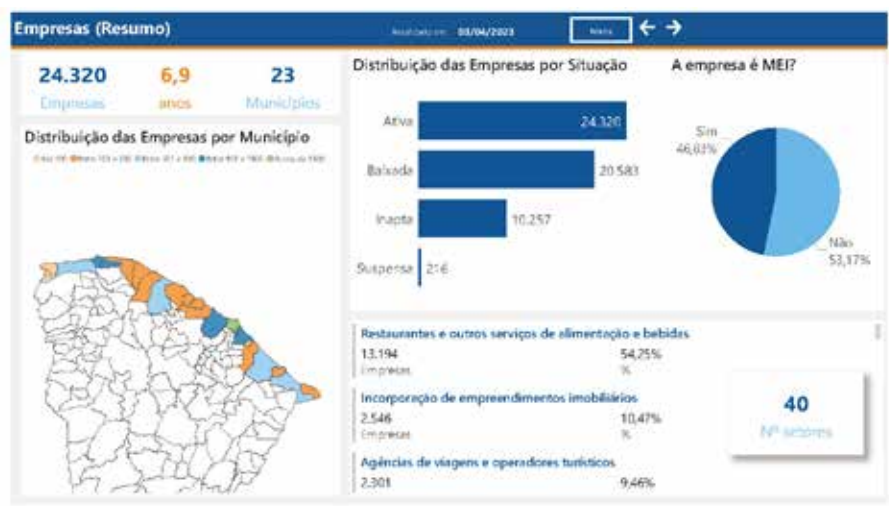 Empresas (Resumo)
03/04/2023
24.320
Empresas
6,9
anos
23
Municípios
Distribuição das Empresas por Município
Distribuição das Empresas por Situação
Ativa
24.320
Baixada
20.583
Inapta
10.257
Suspensa
216
A empresa é MEI?
Sim
46,83%
Não
53,17%
Restaurantes e outros serviços de alimentação e bebidas
13.194
54,25%
Empresas
%
Incorporação de empreendimentos imobiliários
2.546
10,47%
Empresas
%
Agências de viagens e operadores turísticos
2.301
9,46%
40
Nº setores